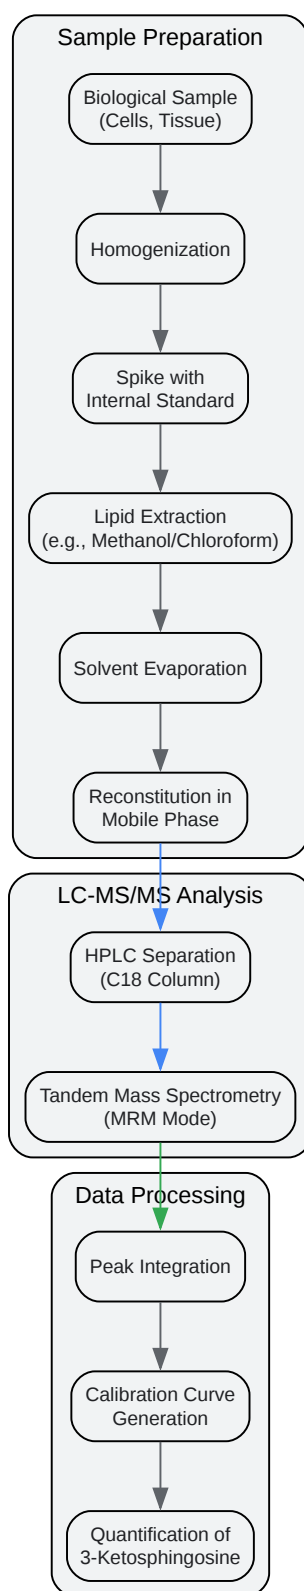 Sample Preparation
Biological Sample
(Cells, Tissue)
Homogenization
Spike with
Internal Standard
Lipid Extraction
(e.g., Methanol/Chloroform)
Solvent Evaporation
Reconstitution in
Mobile Phase
LC-MS/MS Analysis
HPLC Separation
(C18 Column)
Tandem Mass Spectrometry
(MRM Mode)
Data Processing
Peak Integration
Calibration Curve
Generation
Quantification of
3-Ketosphingosine